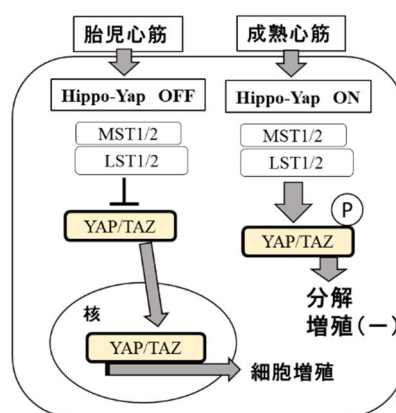 胎児心筋
成熟心筋
Hippo-Yap OFF
Hippo-Yap ON
MST1/2
LST1/2
MST1/2
LST1/2
YAP/TAZ
P
YAP/TAZ
分解
増殖(-)
核
YAP/TAZ
細胞増殖